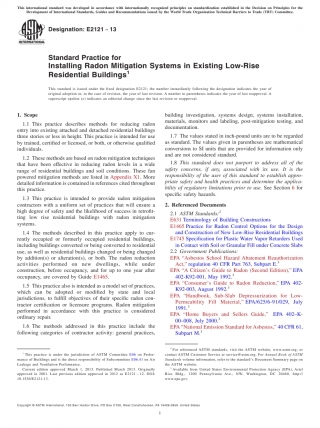 This international standard was developed in accordance with internationally recognized principles on standardization established in the Decision on Principles for the
Development of International Standards, Guides and Recommendations issued by the World Trade Organization Technical Barriers to Trade (TBT) Committee.
Designation: E2121 − 13
Standard Practice for
Installing Radon Mitigation Systems in Existing Low-Rise
Residential Buildings1
This standard is issued under the fixed designation E2121; the number immediately following the designation indicates the year of
original adoption or, in the case of revision, the year of last revision. A number in parentheses indicates the year of last reapproval. A
superscript epsilon (ε) indicates an editorial change since the last revision or reapproval.
1. Scope
1.1 This practice describes methods for reducing radon
entry into existing attached and detached residential buildings
three stories or less in height. This practice is intended for use
by trained, certified or licensed, or both, or otherwise qualified
individuals.
1.2 These methods are based on radon mitigation techniques
that have been effective in reducing radon levels in a wide
range of residential buildings and soil conditions. These fan
powered mitigation methods are listed in Appendix X1. More
detailed information is contained in references cited throughout
this practice.
1.3 This practice is intended to provide radon mitigation
contractors with a uniform set of practices that will ensure a
high degree of safety and the likelihood of success in retrofit-
ting low rise residential buildings with radon mitigation
systems.
1.4 The methods described in this practice apply to cur-
rently occupied or formerly occupied residential buildings,
including buildings converted or being converted to residential
use, as well as residential buildings changed or being changed
by addition(s) or alteration(s), or both. The radon reduction
activities performed on new dwellings, while under
construction, before occupancy, and for up to one year after
occupancy, are covered by Guide E1465.
1.5 This practice also is intended as a model set of practices,
which can be adopted or modified by state and local
jurisdictions, to fulfill objectives of their specific radon con-
tractor certification or licensure programs. Radon mitigation
performed in accordance with this practice is considered
ordinary repair.
1.6 The methods addressed in this practice include the
following categories of contractor activity: general practices,
building investigation, systems design, systems installation,
materials, monitors and labeling, post-mitigation testing, and
documentation.
1.7 The values stated in inch-pound units are to be regarded
as standard. The values given in parentheses are mathematical
conversions to SI units that are provided for information only
and are not considered standard.
1.8 This standard does not purport to address all of the
safety concerns, if any, associated with its use. It is the
responsibility of the user of this standard to establish appro-
priate safety and health practices and determine the applica-
bility of regulatory limitations prior to use. See Section 6 for
specific safety hazards.
2. Referenced Documents
2.1 ASTM Standards:2
E631 Terminology of Building Constructions
E1465 Practice for Radon Control Options for the Design
and Construction of New Low-Rise Residential Buildings
E1745 Specification for Plastic Water Vapor Retarders Used
in Contact with Soil or Granular Fill under Concrete Slabs
2.2 Government Publications:
EPA “Asbestos School Hazard Abatement Reauthorization
Act,” regulation 40 CFR Part 763, Subpart E.3
EPA “A Citizen’s Guide to Radon (Second Edition),” EPA
402-K92-001, May 1992.3
EPA “Consumer’s Guide to Radon Reduction,” EPA 402-
K92-003, August 1992.3
EPA “Handbook, Sub-Slab Depressurization for Low-
Permeability Fill Material,” EPA/625/6-91/029, July
1991.3
EPA “Home Buyers and Sellers Guide,” EPA 402–K-
00–008, July 2000.3
EPA “National Emission Standard for Asbestos,” 40 CFR 61,
Subpart M.3
1 This practice is under the jurisdiction of ASTM Committee E06 on Perfor-
mance of Buildings and is the direct responsibility of Subcommittee E06.41 on Air
Leakage and Ventilation Performance.
Current edition approved March 1, 2013. Published March 2013. Originally
approved in 2001. Last previous edition approved in 2012 as E2121 – 12. DOI:
10.1520/E2121-13.
2 For referenced ASTM standards, visit the ASTM website, www.astm.org, or
contact ASTM Customer Service at service@astm.org. For Annual Book of ASTM
Standards volume information, refer to the standard’s Document Summary page on
the ASTM website.
3 Available from United States Environmental Protection Agency (EPA), Ariel
Rios Bldg., 1200 Pennsylvania Ave., NW, Washington, DC 20460, http://
www.epa.gov.
1